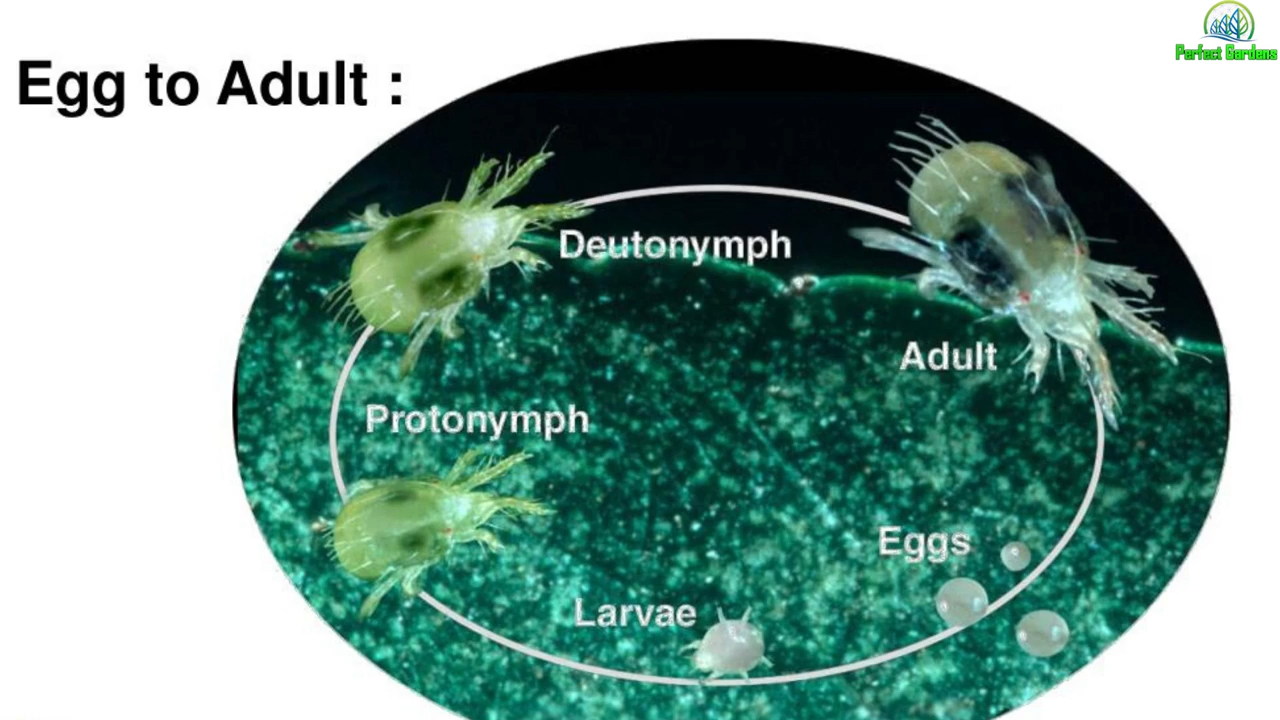 Egg to Adult :
Perfect Gardens
Deutonymph
Adult
Protonymph
Eggs
Larvae